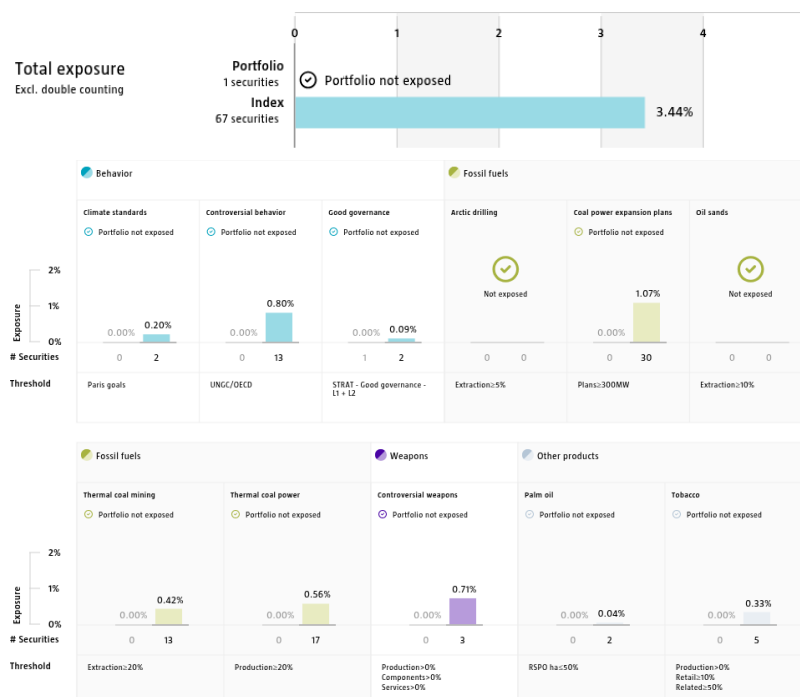 0 1 2 3 4
Total exposure
Excl. double counting
Portfolio
1 securities
Portfolio not exposed
Index
67 securities
3.44%
Behavior
Fossil fuels
Climate standards
Controversial behavior
Good governance
Arctic drilling
Coal power expansion plans
Oil sands
Portfolio not exposed
Portfolio not exposed
Portfolio not exposed
Portfolio not exposed
Exposure
2%
1%
0%
0.00% 0.20%
0.00% 0.80%
0.00% 0.09%
Not exposed
0.00% 1.07%
Not exposed
# Securities 0 2 0 13 1 2 0 0 0 30 0 0
Threshold
Paris goals
UNGC/OECD
STRAT - Good governance -
L1 + L2
Extraction≥5%
Plans≥300MW
Extraction≥10%
Fossil fuels
Weapons
Other products
Thermal coal mining
Thermal coal power
Controversial weapons
Palm oil
Tobacco
Portfolio not exposed
Portfolio not exposed
Portfolio not exposed
Portfolio not exposed
Portfolio not exposed
Exposure
2%
1%
0%
0.00% 0.42%
0.00% 0.56%
0.00% 0.71%
0.00% 0.04%
0.00% 0.33%
# Securities 0 13 0 17 0 3 0 2 0 5
Threshold
Extraction≥20%
Production≥20%
Production>0%
Components>0%
Services>0%
RSPO ha≤50%
Production>0%
Retail≥10%
Related≥50%